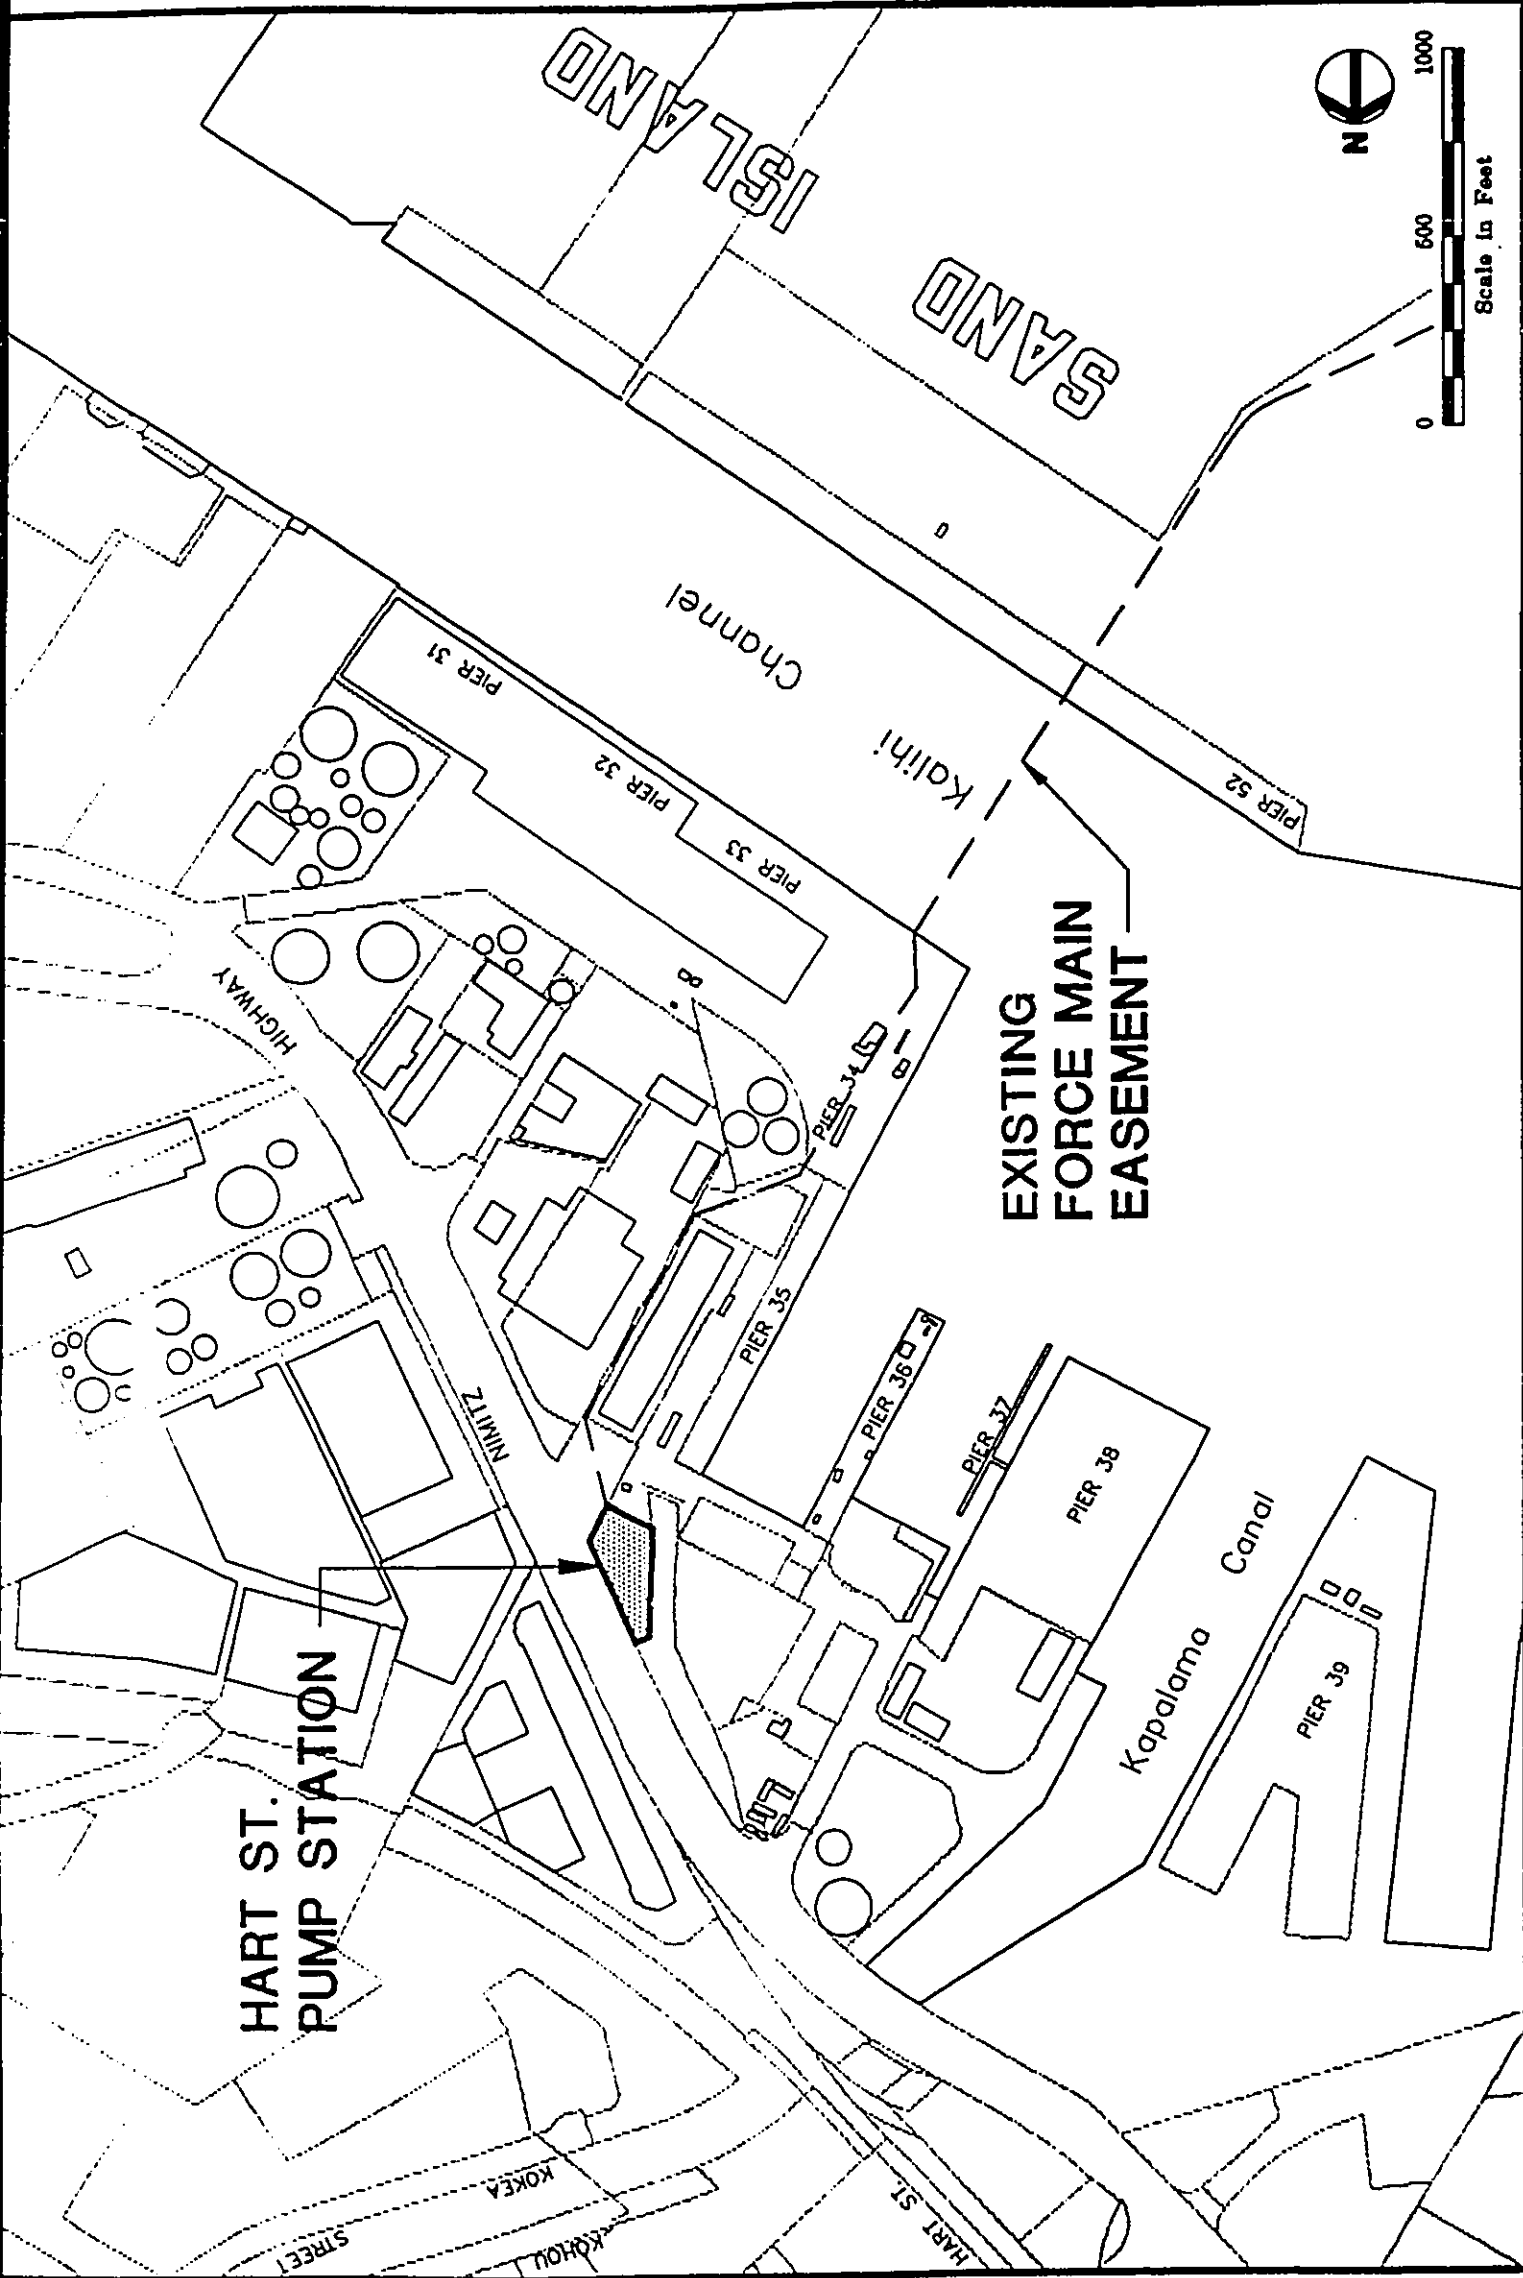 HART ST.
PUMP STATION
EXISTING
FORCE MAIN
EASEMENT
SAND
ISLAND
Kalihi
Channel
Kapalama
Canal
PIER 31
PIER 32
PIER 33
PIER 34
PIER 35
PIER 36
PIER 37
PIER 38
PIER 39
PIER 52
NIMITZ
HIGHWAY
KOKEA
STREET
KOHOU
HART ST.
N
0 500 1000
Scale in Feet